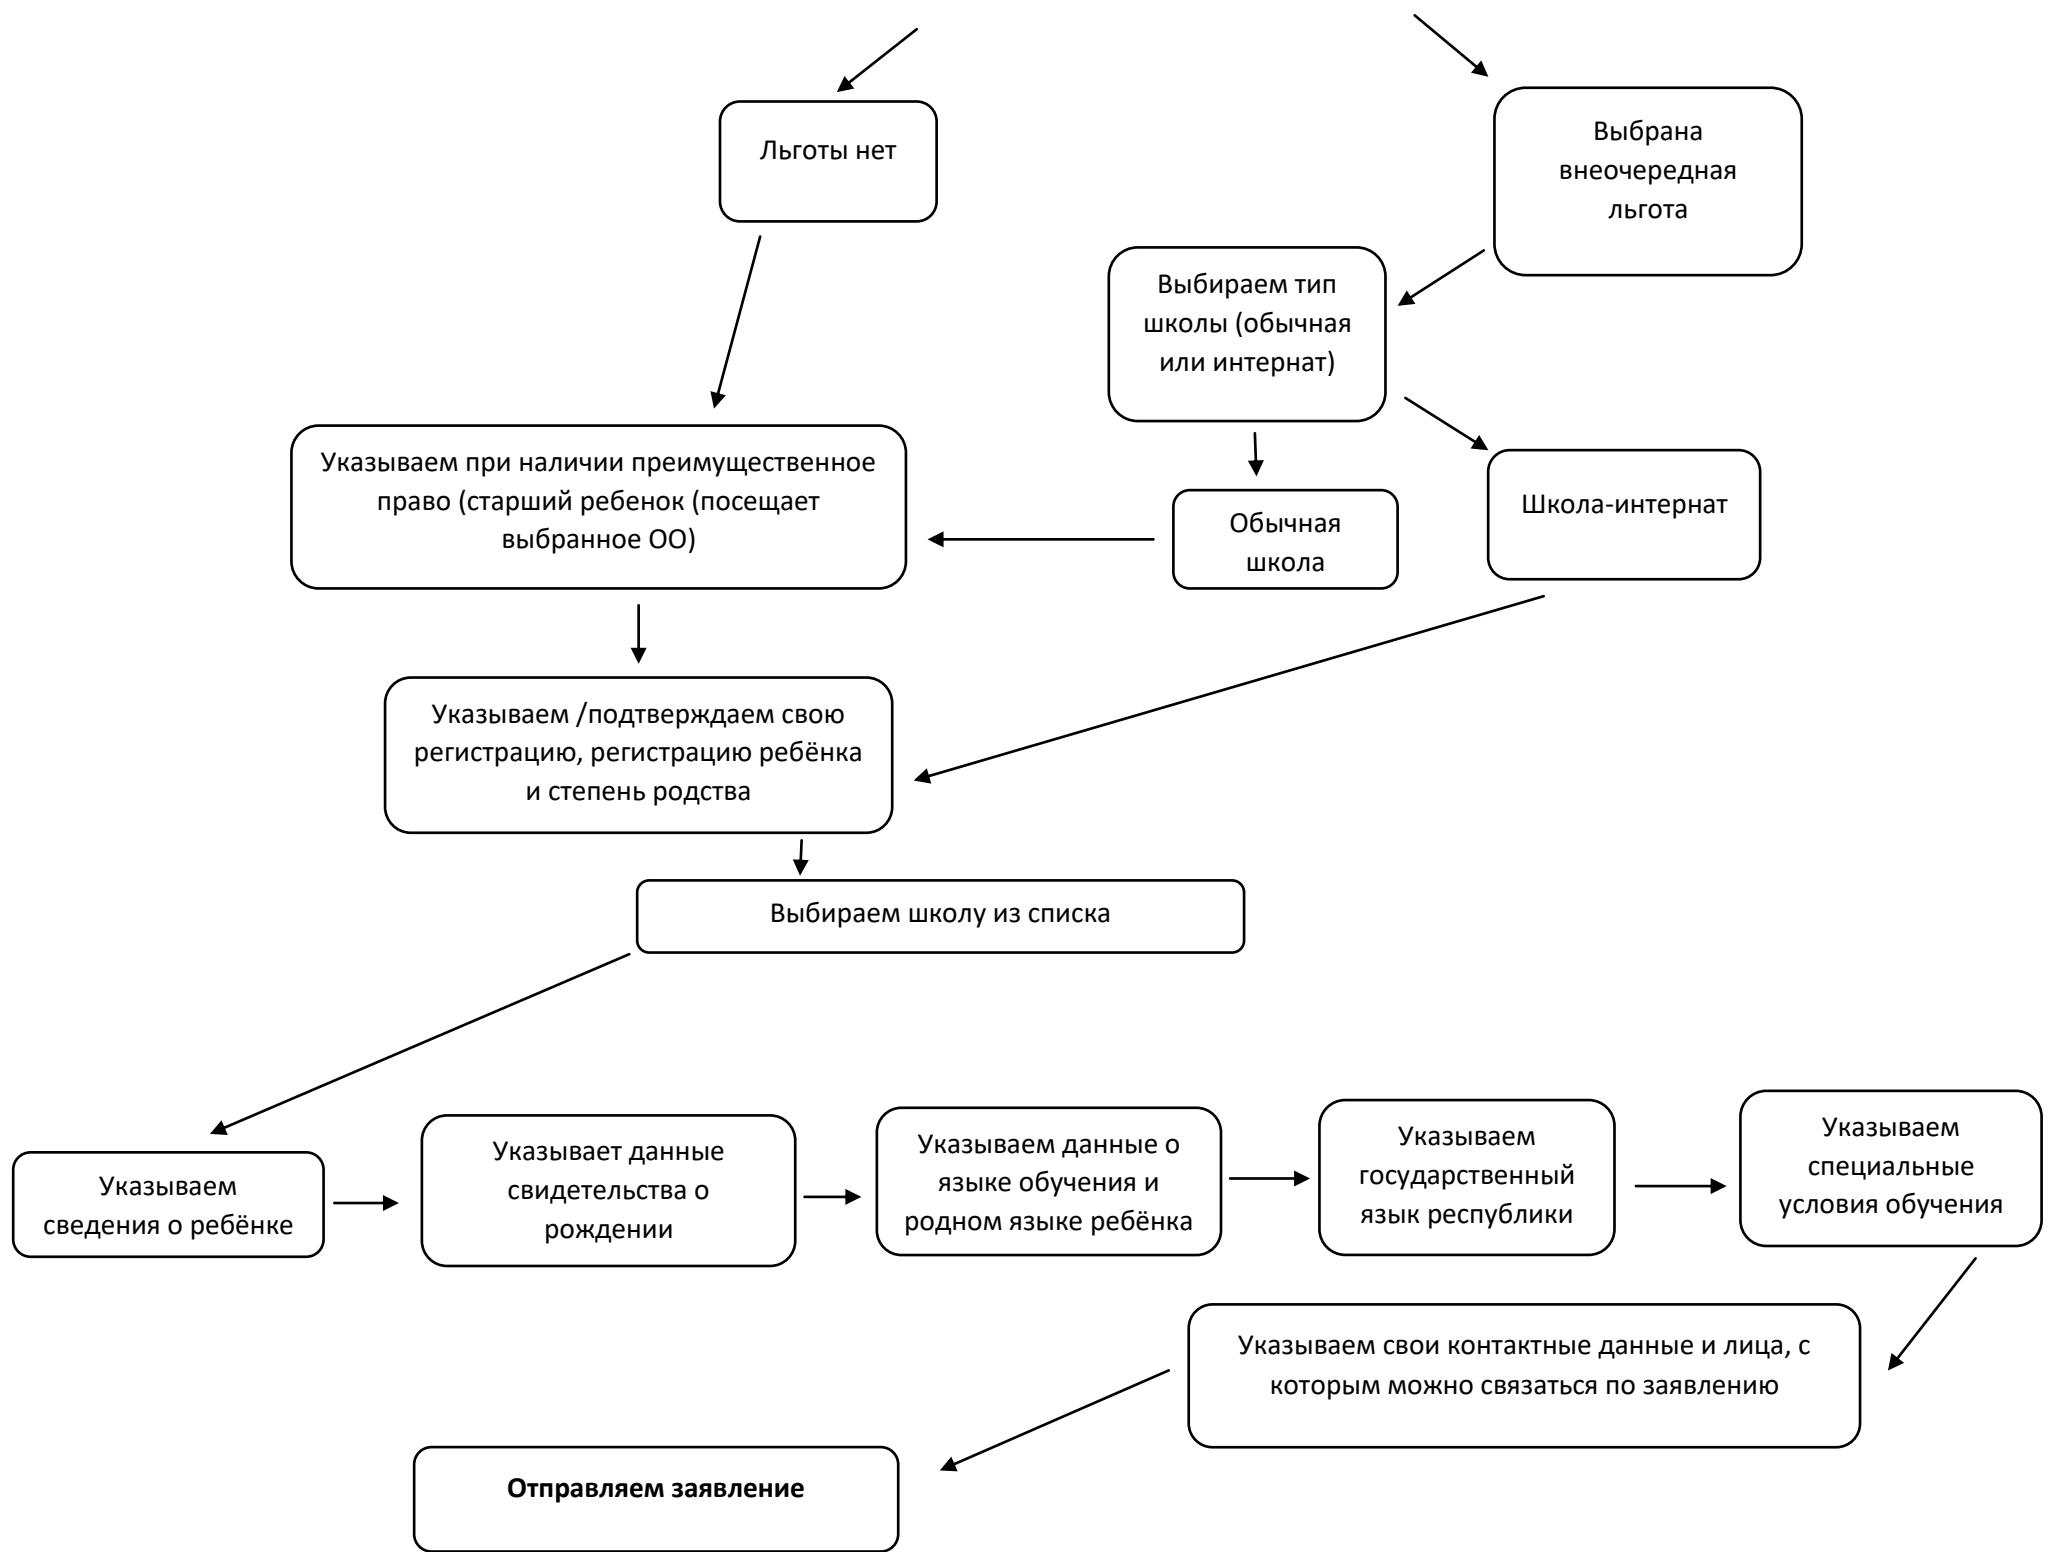 Льготы нет
Выбрана
внеочередная
льгота
Выбираем тип
школы (обычная
или интернат)
Указываем при наличии преимущественное
право (старший ребенок (посещает
выбранное ОО)
Обычная
школа
Школа-интернат
Указываем /подтверждаем свою
регистрацию, регистрацию ребёнка
и степень родства
Выбираем школу из списка
Указываем
сведения о ребёнке
Указывает данные
свидетельства о
рождении
Указываем данные о
языке обучения и
родном языке ребёнка
Указываем
государственный
язык республики
Указываем
специальные
условия обучения
Указываем свои контактные данные и лица, с
которым можно связаться по заявлению
Отправляем заявление